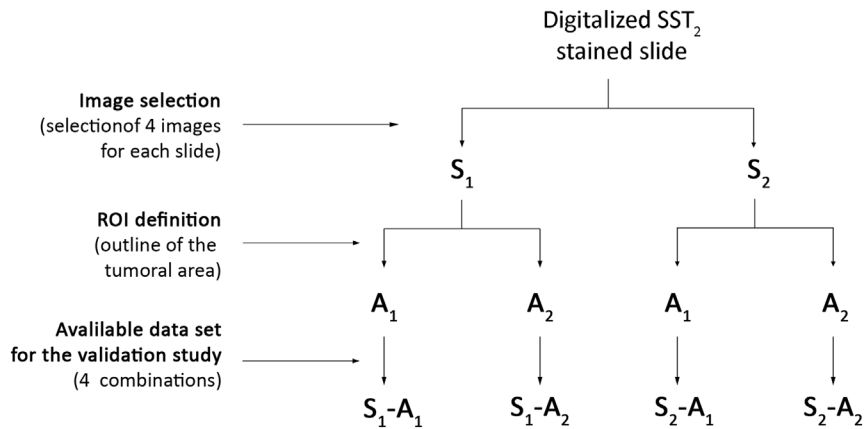 Digitalized SST₂
stained slide
Image selection
(selectionof 4 images
for each slide)
S₁ S₂
ROI definition
(outline of the
tumoral area)
A₁ A₂ A₁ A₂
Avalilable data set
for the validation study
(4 combinations)
S₁-A₁ S₁-A₂ S₂-A₁ S₂-A₂